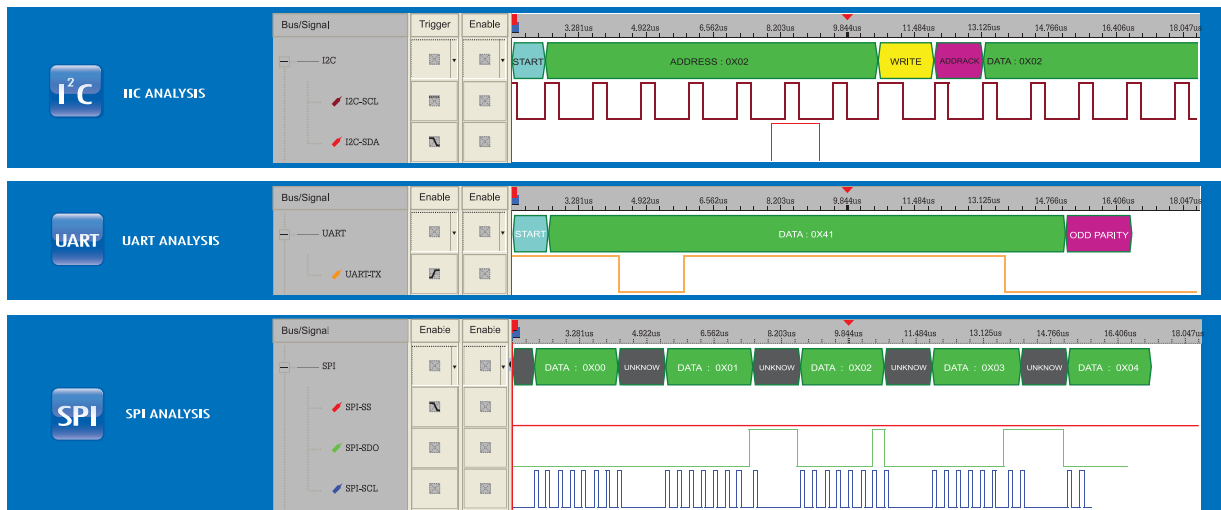 Bus/Signal Trigger Enable 3.281us 4.922us 6.562us 8.203us 9.844us 11.484us 13.125us 14.766us 16.406us 18.047us
I2C START ADDRESS : 0X02 WRITE ADDRACK DATA : 0X02
I²C IIC ANALYSIS
I2C-SCL
I2C-SDA
Bus/Signal Enable Enable 3.281us 4.922us 6.562us 8.203us 9.844us 11.484us 13.125us 14.766us 16.406us 18.047us
UART UART ANALYSIS
UART START DATA : 0X41 ODD PARITY
UART-TX
Bus/Signal Enable Enable 3.281us 4.922us 6.562us 8.203us 9.844us 11.484us 13.125us 14.766us 16.406us 18.047us
SPI DATA : 0X00 UNKNOW DATA : 0X01 UNKNOW DATA : 0X02 UNKNOW DATA : 0X03 UNKNOW DATA : 0X04
SPI SPI ANALYSIS
SPI-SS
SPI-SDO
SPI-SCL